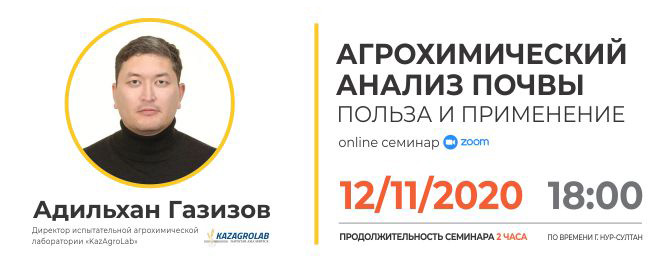 Адильхан Газизов
Директор испытательной агрохимической
лаборатории «KazAgroLab»
KAZAGROLAB
АГРОХИМИЧЕСКИЙ
АНАЛИЗ ПОЧВЫ
ПОЛЬЗА И ПРИМЕНЕНИЕ
online семинар zoom
12/11/2020 18:00
ПРОДОЛЖИТЕЛЬНОСТЬ СЕМИНАРА 2 ЧАСА ПО ВРЕМЕНИ Г. НУР-СУЛТАН